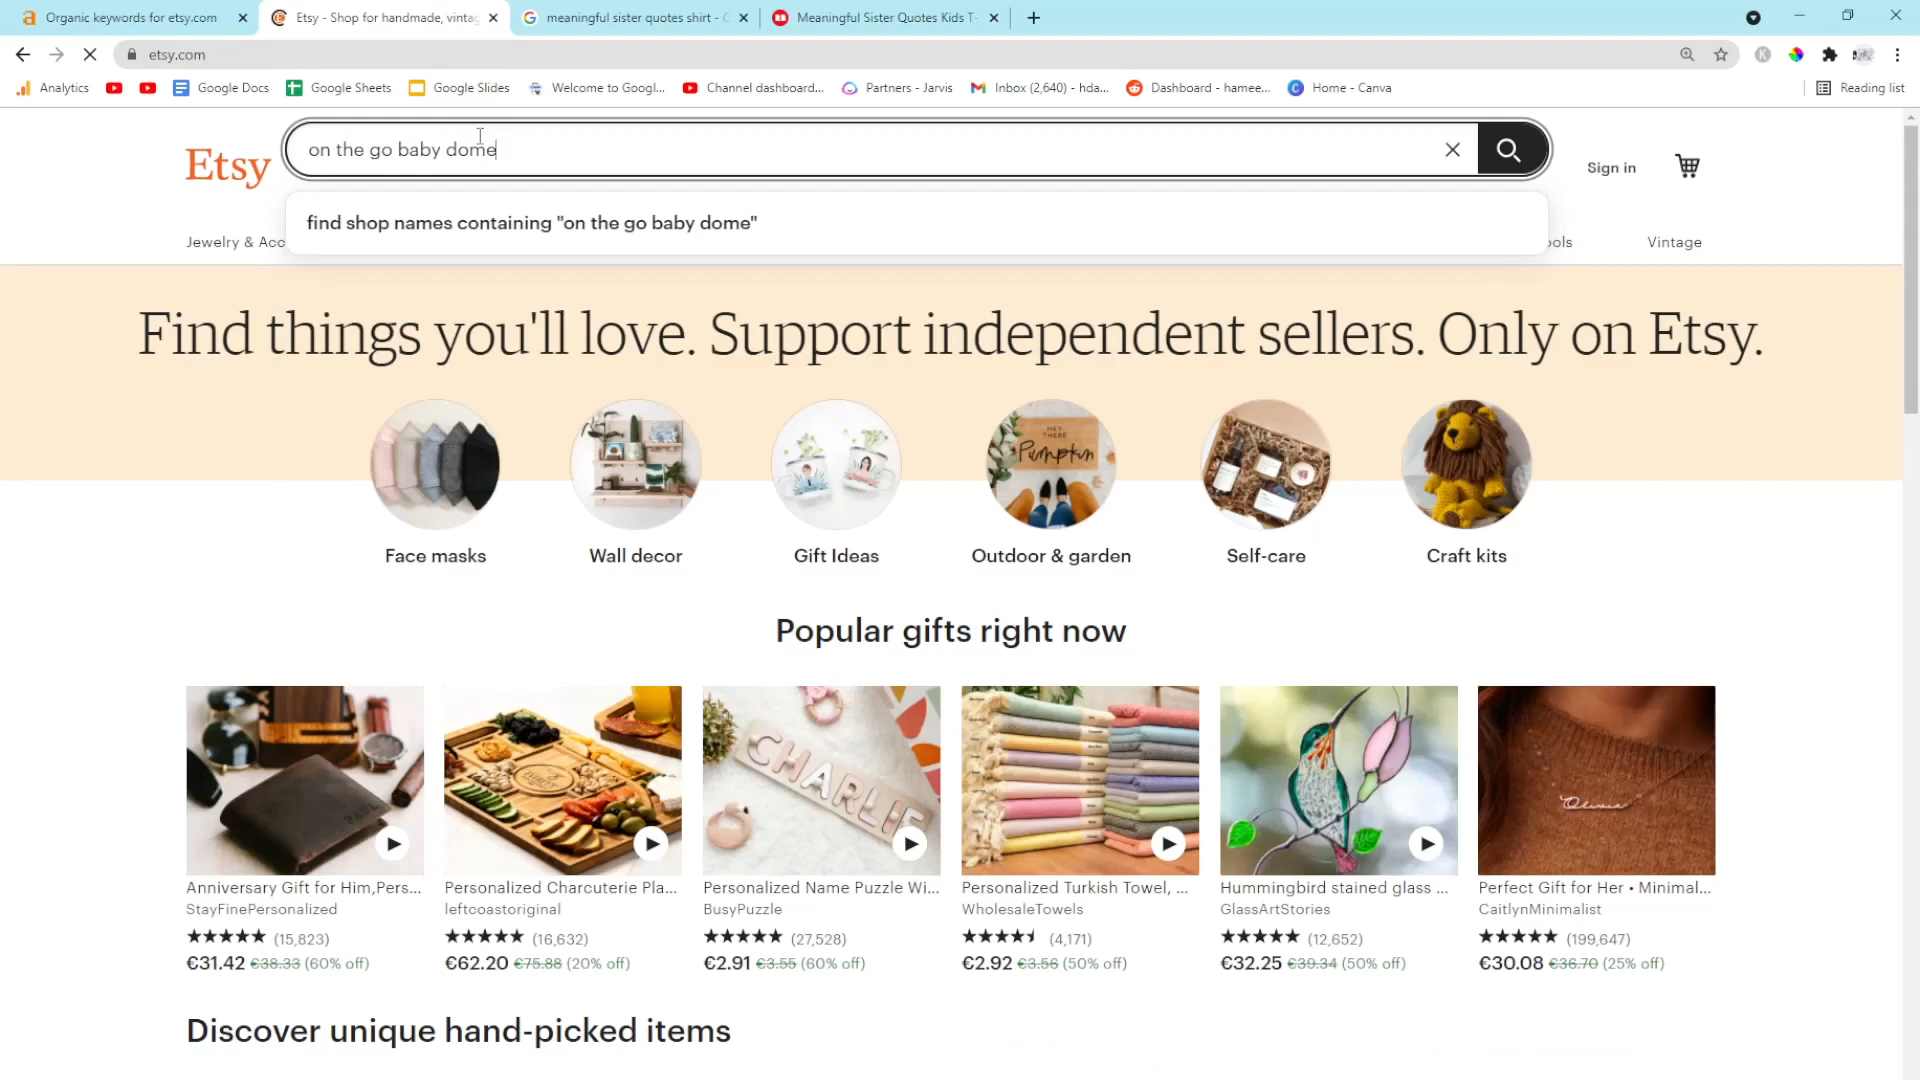 Organic keywords for etsy.com
Etsy - Shop for handmade, vintag
meaningful sister quotes shirt -
Meaningful Sister Quotes Kids T-
etsy.com
Analytics
Google Docs
Google Sheets
Google Slides
Welcome to Googl...
Channel dashboard...
Partners - Jarvis
Inbox (2,640) - hda...
Dashboard - hamee...
Home - Canva
Reading list
Etsy
on the go baby dome
Sign in
find shop names containing "on the go baby dome"
Jewelry & Acc
ools
Vintage
Find things you'll love. Support independent sellers. Only on Etsy.
HEY THERE
Pumpkin
Face masks
Wall decor
Gift Ideas
Outdoor & garden
Self-care
Craft kits
Popular gifts right now
PAUL
CHARLIE
Olivia
Anniversary Gift for Him,Pers...
StayFinePersonalized
(15,823)
€31.42 €38.33 (60% off)
Personalized Charcuterie Pla...
leftcoastoriginal
(16,632)
€62.20 €75.88 (20% off)
Personalized Name Puzzle Wi...
BusyPuzzle
(27,528)
€2.91 €3.55 (60% off)
Personalized Turkish Towel, ...
WholesaleTowels
(4,171)
€2.92 €3.56 (50% off)
Hummingbird stained glass ...
GlassArtStories
(12,652)
€32.25 €39.34 (50% off)
Perfect Gift for Her • Minimal...
CaitlynMinimalist
(199,647)
€30.08 €36.70 (25% off)
Discover unique hand-picked items